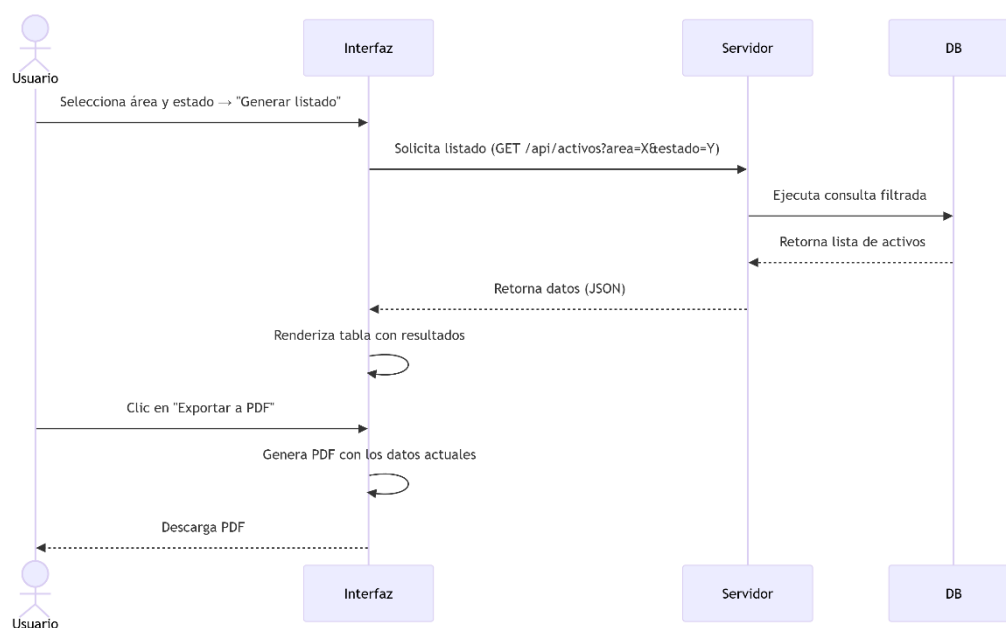 Usuario
Interfaz
Servidor
DB
Selecciona área y estado → "Generar listado"
Solicita listado (GET /api/activos?area=X&estado=Y)
Ejecuta consulta filtrada
Retorna lista de activos
Retorna datos (JSON)
Renderiza tabla con resultados
Clic en "Exportar a PDF"
Genera PDF con los datos actuales
Descarga PDF
Usuario
Interfaz
Servidor
DB